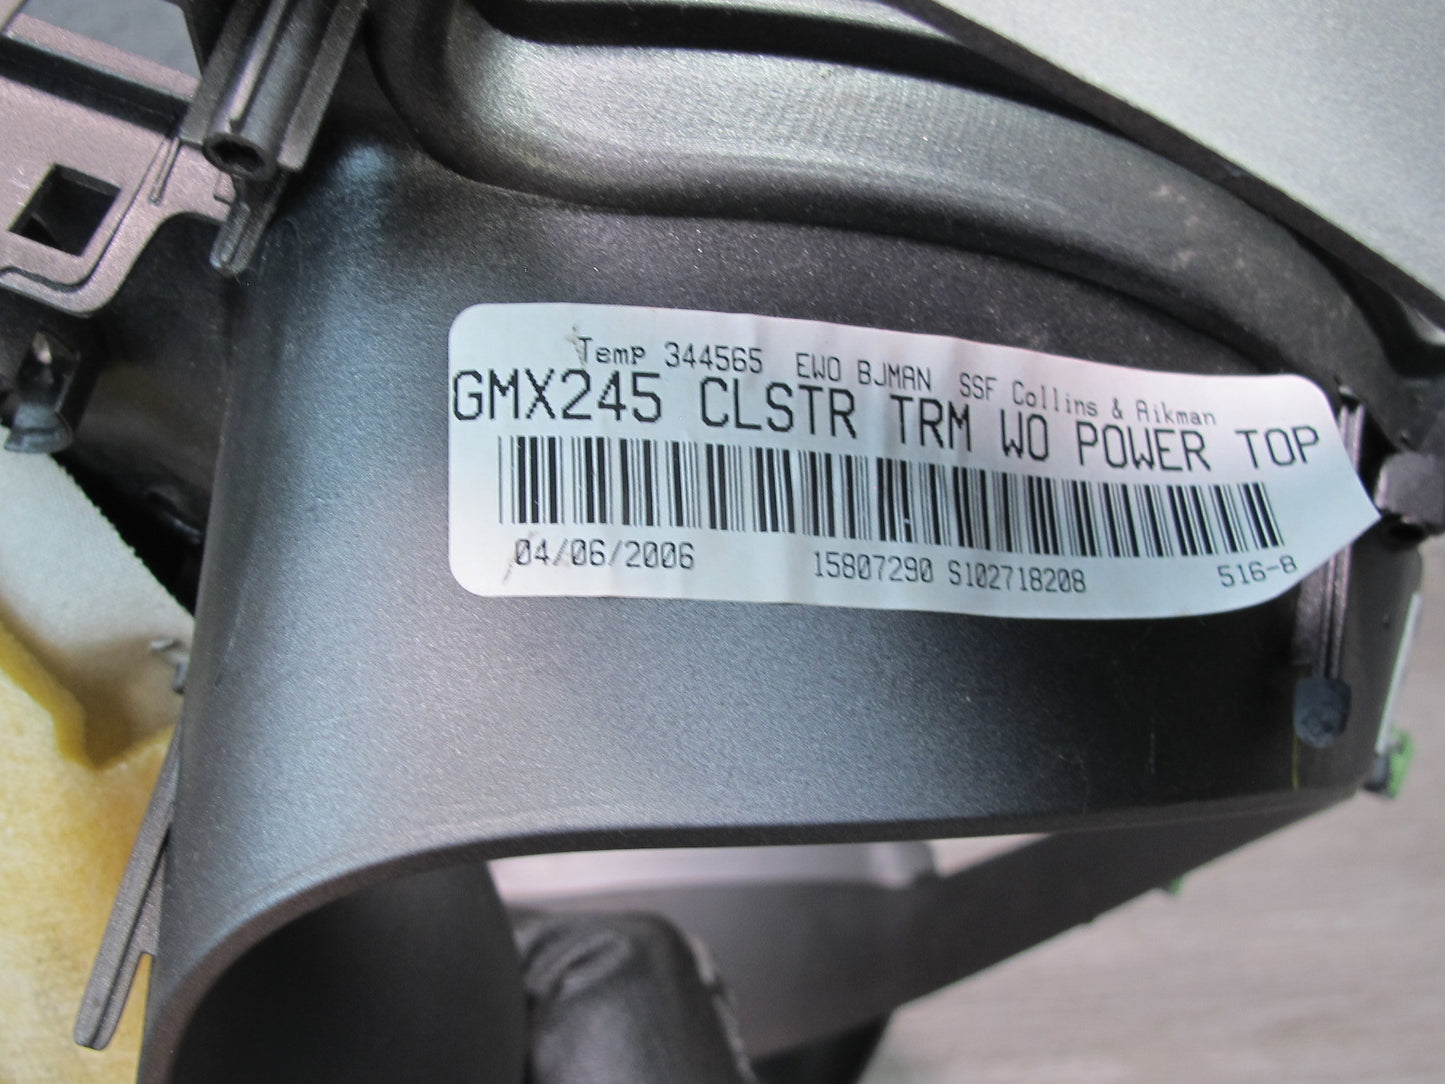 Temp 344565 EWO BJMAN SSF Collins & Aikman
GMX245 CLSTR TRM WO POWER TOP
04/06/2006 15807290 S102718208 516-8